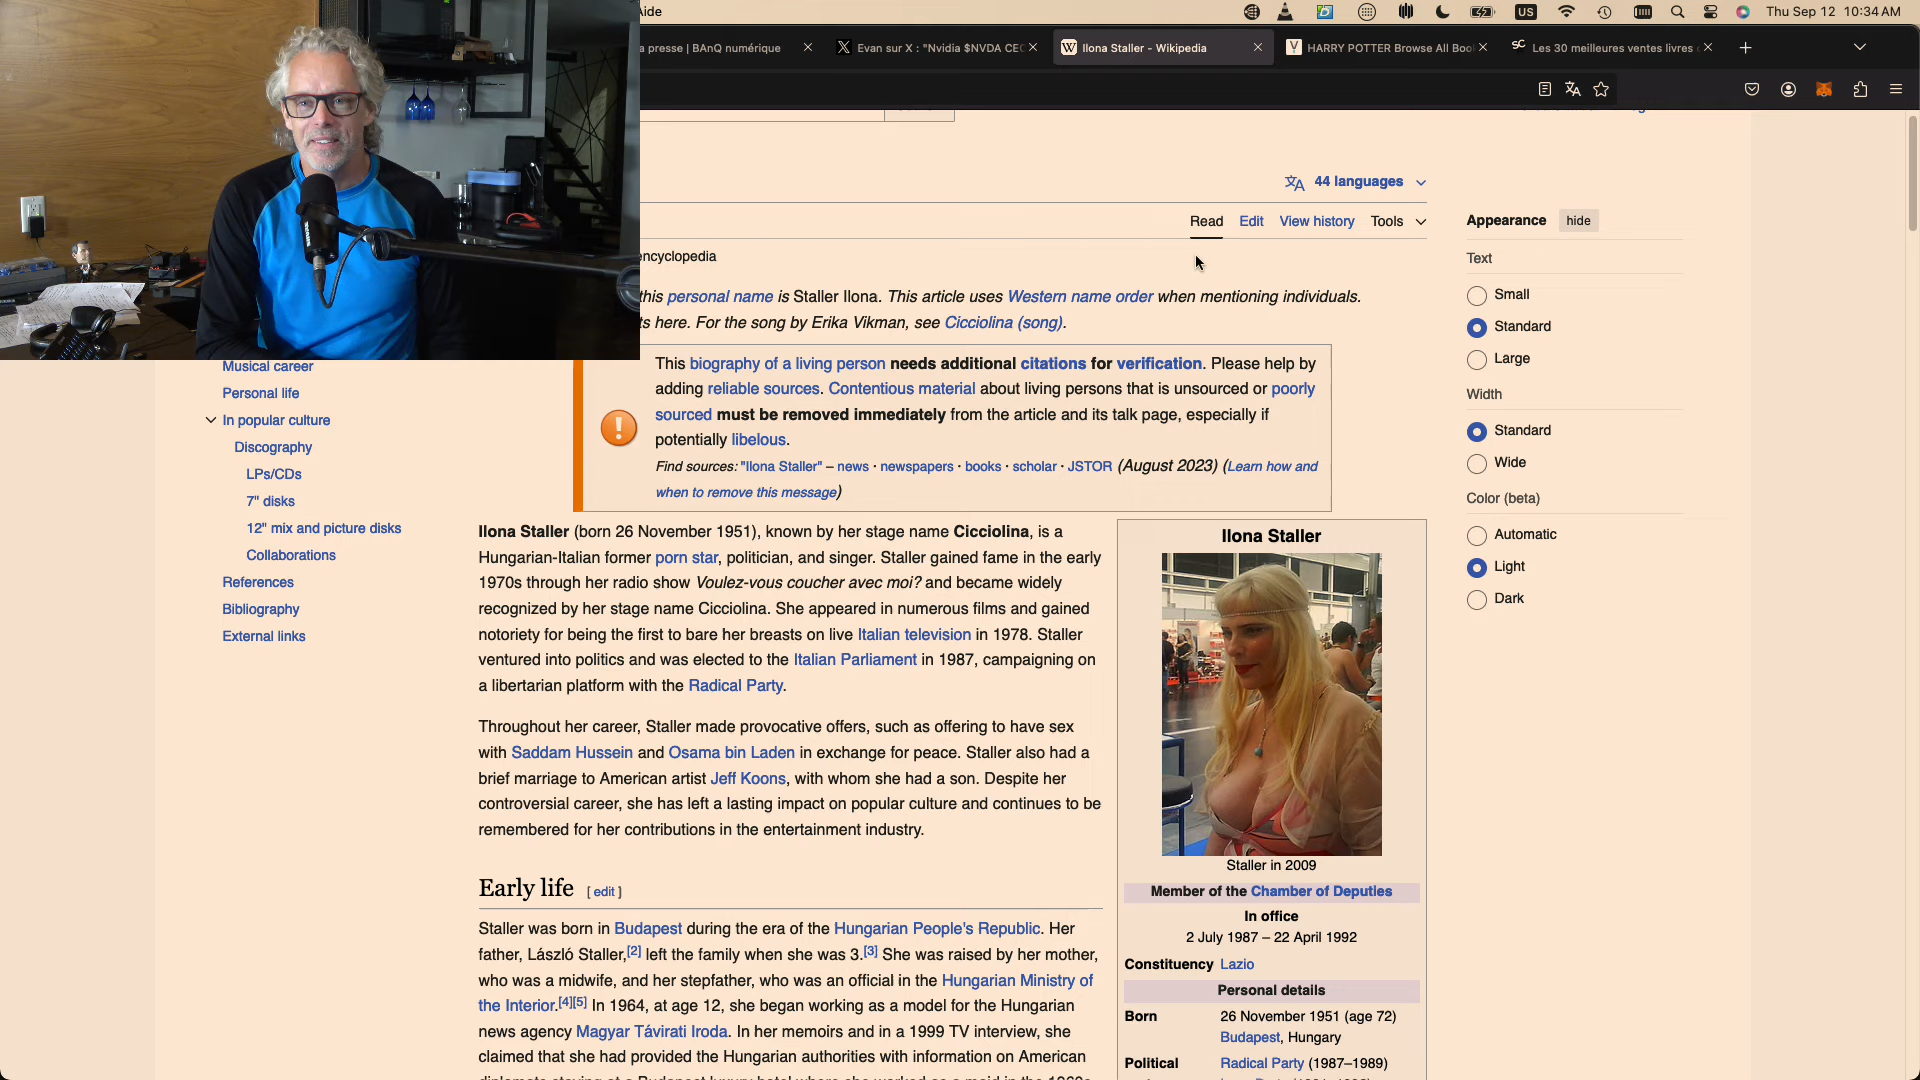 Aide
Thu Sep 12 10:34 AM
US
a presse | BAnQ numérique
Evan sur X : "Nvidia $NVDA CEO
Ilona Staller - Wikipedia
HARRY POTTER Browse All Boo
Les 30 meilleures ventes livres
44 languages
Read Edit View history Tools
encyclopedia
this personal name is Staller Ilona. This article uses Western name order when mentioning individuals.
ts here. For the song by Erika Vikman, see Cicciolina (song).
This biography of a living person needs additional citations for verification. Please help by
adding reliable sources. Contentious material about living persons that is unsourced or poorly
sourced must be removed immediately from the article and its talk page, especially if
potentially libelous.
Find sources: "Ilona Staller" – news · newspapers · books · scholar · JSTOR (August 2023) (Learn how and
when to remove this message)
Musical career
Personal life
In popular culture
Discography
LPs/CDs
7" disks
12" mix and picture disks
Collaborations
References
Bibliography
External links
Ilona Staller (born 26 November 1951), known by her stage name Cicciolina, is a
Hungarian-Italian former porn star, politician, and singer. Staller gained fame in the early
1970s through her radio show Voulez-vous coucher avec moi? and became widely
recognized by her stage name Cicciolina. She appeared in numerous films and gained
notoriety for being the first to bare her breasts on live Italian television in 1978. Staller
ventured into politics and was elected to the Italian Parliament in 1987, campaigning on
a libertarian platform with the Radical Party.
Throughout her career, Staller made provocative offers, such as offering to have sex
with Saddam Hussein and Osama bin Laden in exchange for peace. Staller also had a
brief marriage to American artist Jeff Koons, with whom she had a son. Despite her
controversial career, she has left a lasting impact on popular culture and continues to be
remembered for her contributions in the entertainment industry.
Early life [ edit ]
Staller was born in Budapest during the era of the Hungarian People's Republic. Her
father, László Staller,[2] left the family when she was 3.[3] She was raised by her mother,
who was a midwife, and her stepfather, who was an official in the Hungarian Ministry of
the Interior.[4][5] In 1964, at age 12, she began working as a model for the Hungarian
news agency Magyar Távirati Iroda. In her memoirs and in a 1999 TV interview, she
claimed that she had provided the Hungarian authorities with information on American
Ilona Staller
Staller in 2009
Member of the Chamber of Deputies
In office
2 July 1987 – 22 April 1992
Constituency Lazio
Personal details
Born 26 November 1951 (age 72)
Budapest, Hungary
Political Radical Party (1987–1989)
Appearance hide
Text
Small
Standard
Large
Width
Standard
Wide
Color (beta)
Automatic
Light
Dark